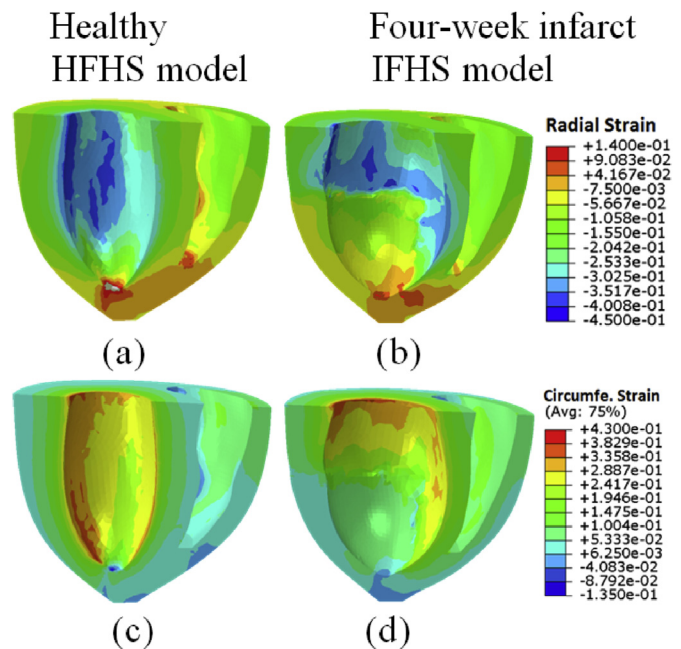 Healthy
HFHS model
Four-week infarct
IFHS model
Radial Strain
+1.400e-01
+9.083e-02
+4.167e-02
-7.500e-03
-5.667e-02
-1.058e-01
-1.550e-01
-2.042e-01
-2.533e-01
-3.025e-01
-3.517e-01
-4.008e-01
-4.500e-01
(a)
(b)
Circumfe. Strain
(Avg: 75%)
+4.300e-01
+3.829e-01
+3.358e-01
+2.887e-01
+2.417e-01
+1.946e-01
+1.475e-01
+1.004e-01
+5.333e-02
+6.250e-03
-4.083e-02
-8.792e-02
-1.350e-01
(c)
(d)